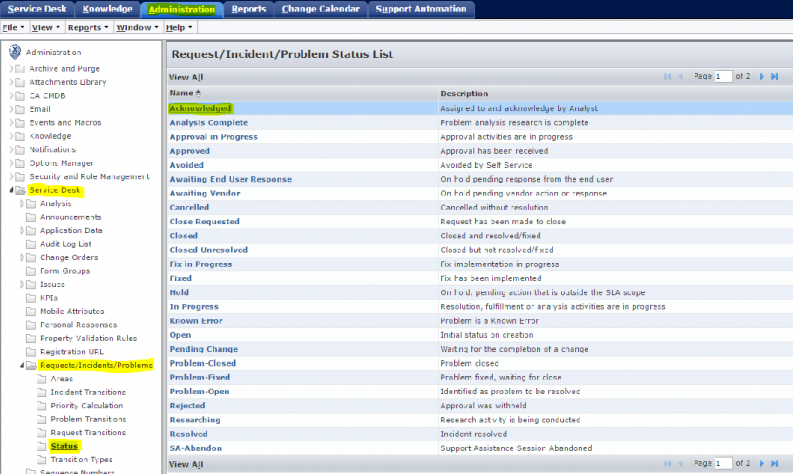 Service Desk Knowledge Administration Reports Change Calendar Support Automation
File View Reports Window Help
Administration
Archive and Purge
Attachments Library
CA CMDB
Email
Events and Macros
Knowledge
Notifications
Options Manager
Security and Role Management
Service Desk
Analysis
Announcements
Application Data
Audit Log List
Change Orders
Form Groups
Issues
KPIs
Mobile Attributes
Personal Responses
Property Validation Rules
Registration URL
Requests/Incidents/Problems
Areas
Incident Transitions
Priority Calculation
Problem Transitions
Request Transitions
Status
Transition Types
Sequence Numbers
Request/Incident/Problem Status List
View All Page 1 of 2
Name Description
Acknowledged Assigned to and acknowledge by Analyst
Analysis Complete Problem analysis research is complete
Approval in Progress Approval activities are in progress
Approved Approval has been received
Avoided Avoided by Self Service
Awaiting End User Response On hold pending response from the end user
Awaiting Vendor On hold pending vendor action or response
Cancelled Cancelled without resolution
Close Requested Request has been made to close
Closed Closed and resolved/fixed
Closed Unresolved Closed but not resolved/fixed
Fix in Progress Fix implementation in progress
Fixed Fix has been implemented
Hold On hold, pending action that is outside the SLA scope
In Progress Resolution, fulfillment or analysis activities are in progress
Known Error Problem is a Known Error
Open Initial status on creation
Pending Change Waiting for the completion of a change
Problem-Closed Problem closed
Problem-Fixed Problem fixed, waiting for close
Problem-Open Identified as problem to be resolved
Rejected Approval was withheld
Researching Research activity is being conducted
Resolved Incident resolved
SA-Abandon Support Assistance Session Abandoned
View All Page 1 of 2